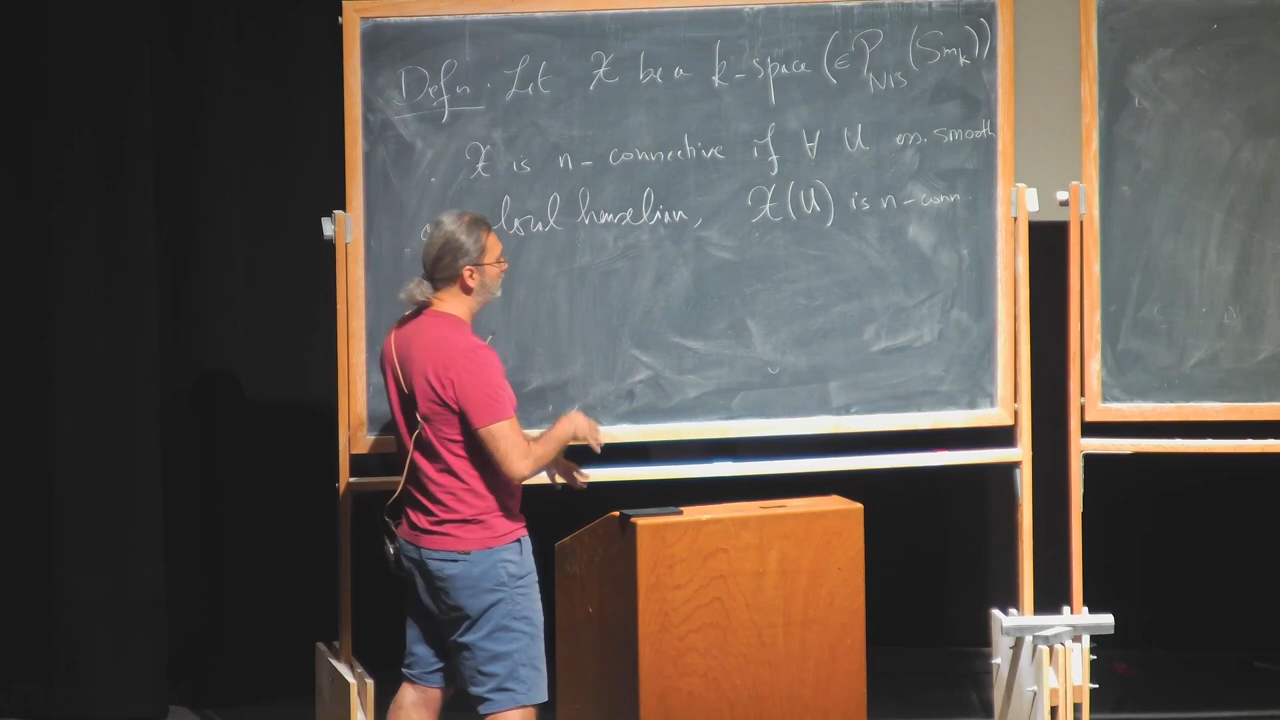 Defn. Let 𝒳 be a k-space (∈ P_Nis (Sm_k))
. 𝒳 is n-connective if ∀ U ess. smooth
local henselian, 𝒳(U) is n-conn.